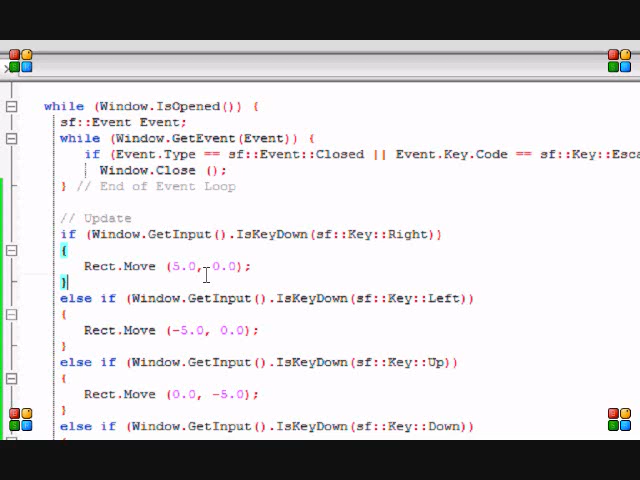 while (Window.IsOpened()) {
sf::Event Event;
while (Window.GetEvent(Event)) {
if (Event.Type == sf::Event::Closed || Event.Key.Code == sf::Key::Esca
Window.Close ();
} // End of Event Loop
// Update
if (Window.GetInput().IsKeyDown(sf::Key::Right))
{
Rect.Move (5.0, 0.0);
}
else if (Window.GetInput().IsKeyDown(sf::Key::Left))
{
Rect.Move (-5.0, 0.0);
}
else if (Window.GetInput().IsKeyDown(sf::Key::Up))
{
Rect.Move (0.0, -5.0);
}
else if (Window.GetInput().IsKeyDown(sf::Key::Down))